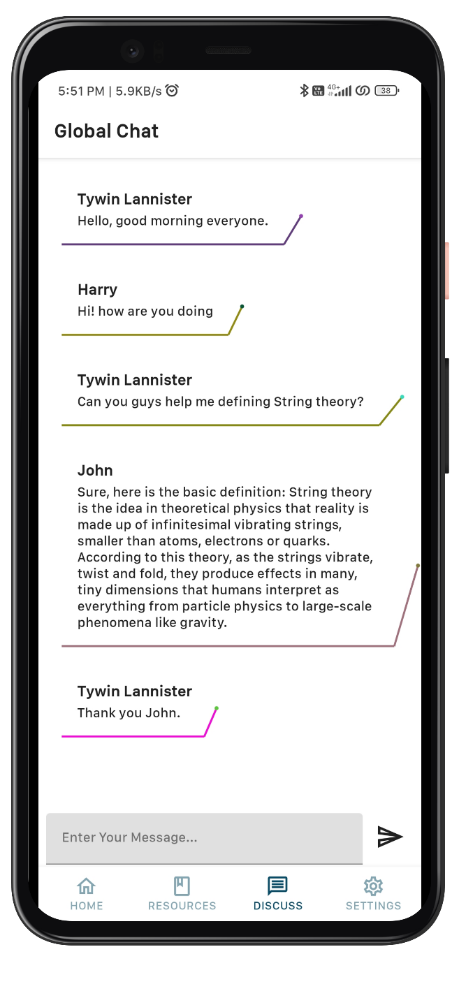 5:51 PM | 5.9KB/s
4G+
38
Global Chat
Tywin Lannister
Hello, good morning everyone.
Harry
Hi! how are you doing
Tywin Lannister
Can you guys help me defining String theory?
John
Sure, here is the basic definition: String theory
is the idea in theoretical physics that reality is
made up of infinitesimal vibrating strings,
smaller than atoms, electrons or quarks.
According to this theory, as the strings vibrate,
twist and fold, they produce effects in many,
tiny dimensions that humans interpret as
everything from particle physics to large-scale
phenomena like gravity.
Tywin Lannister
Thank you John.
Enter Your Message...
HOME RESOURCES DISCUSS SETTINGS